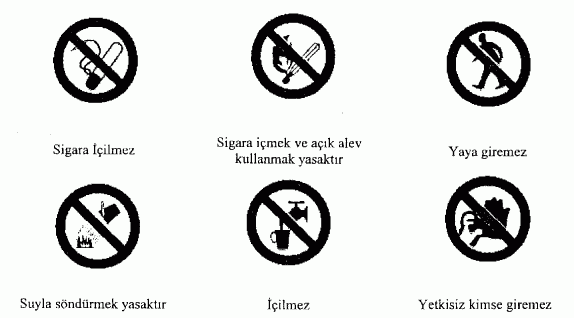 Sigara İçilmez
Sigara içmek ve açık alev
kullanmak yasaktır
Yaya giremez
Suyla söndürmek yasaktır
İçilmez
Yetkisiz kimse giremez